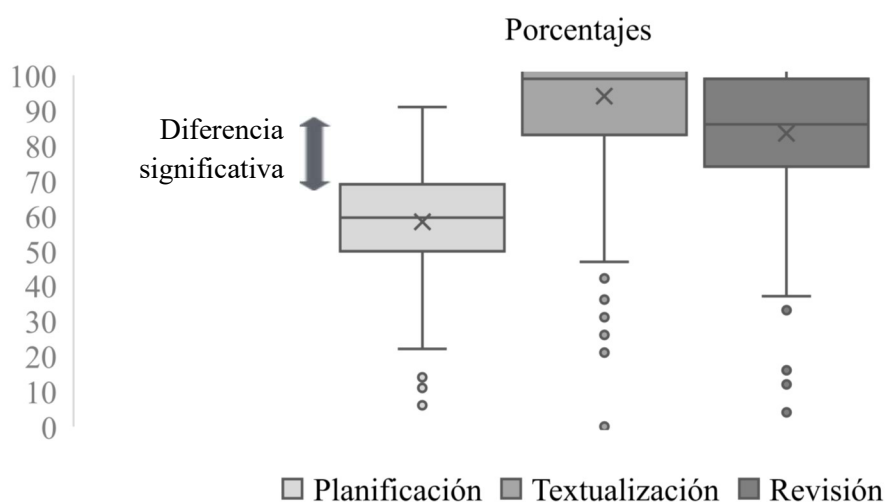 Porcentajes
100
90
80
70
60
50
40
30
20
10
0
Diferencia
significativa
Planificación Textualización Revisión